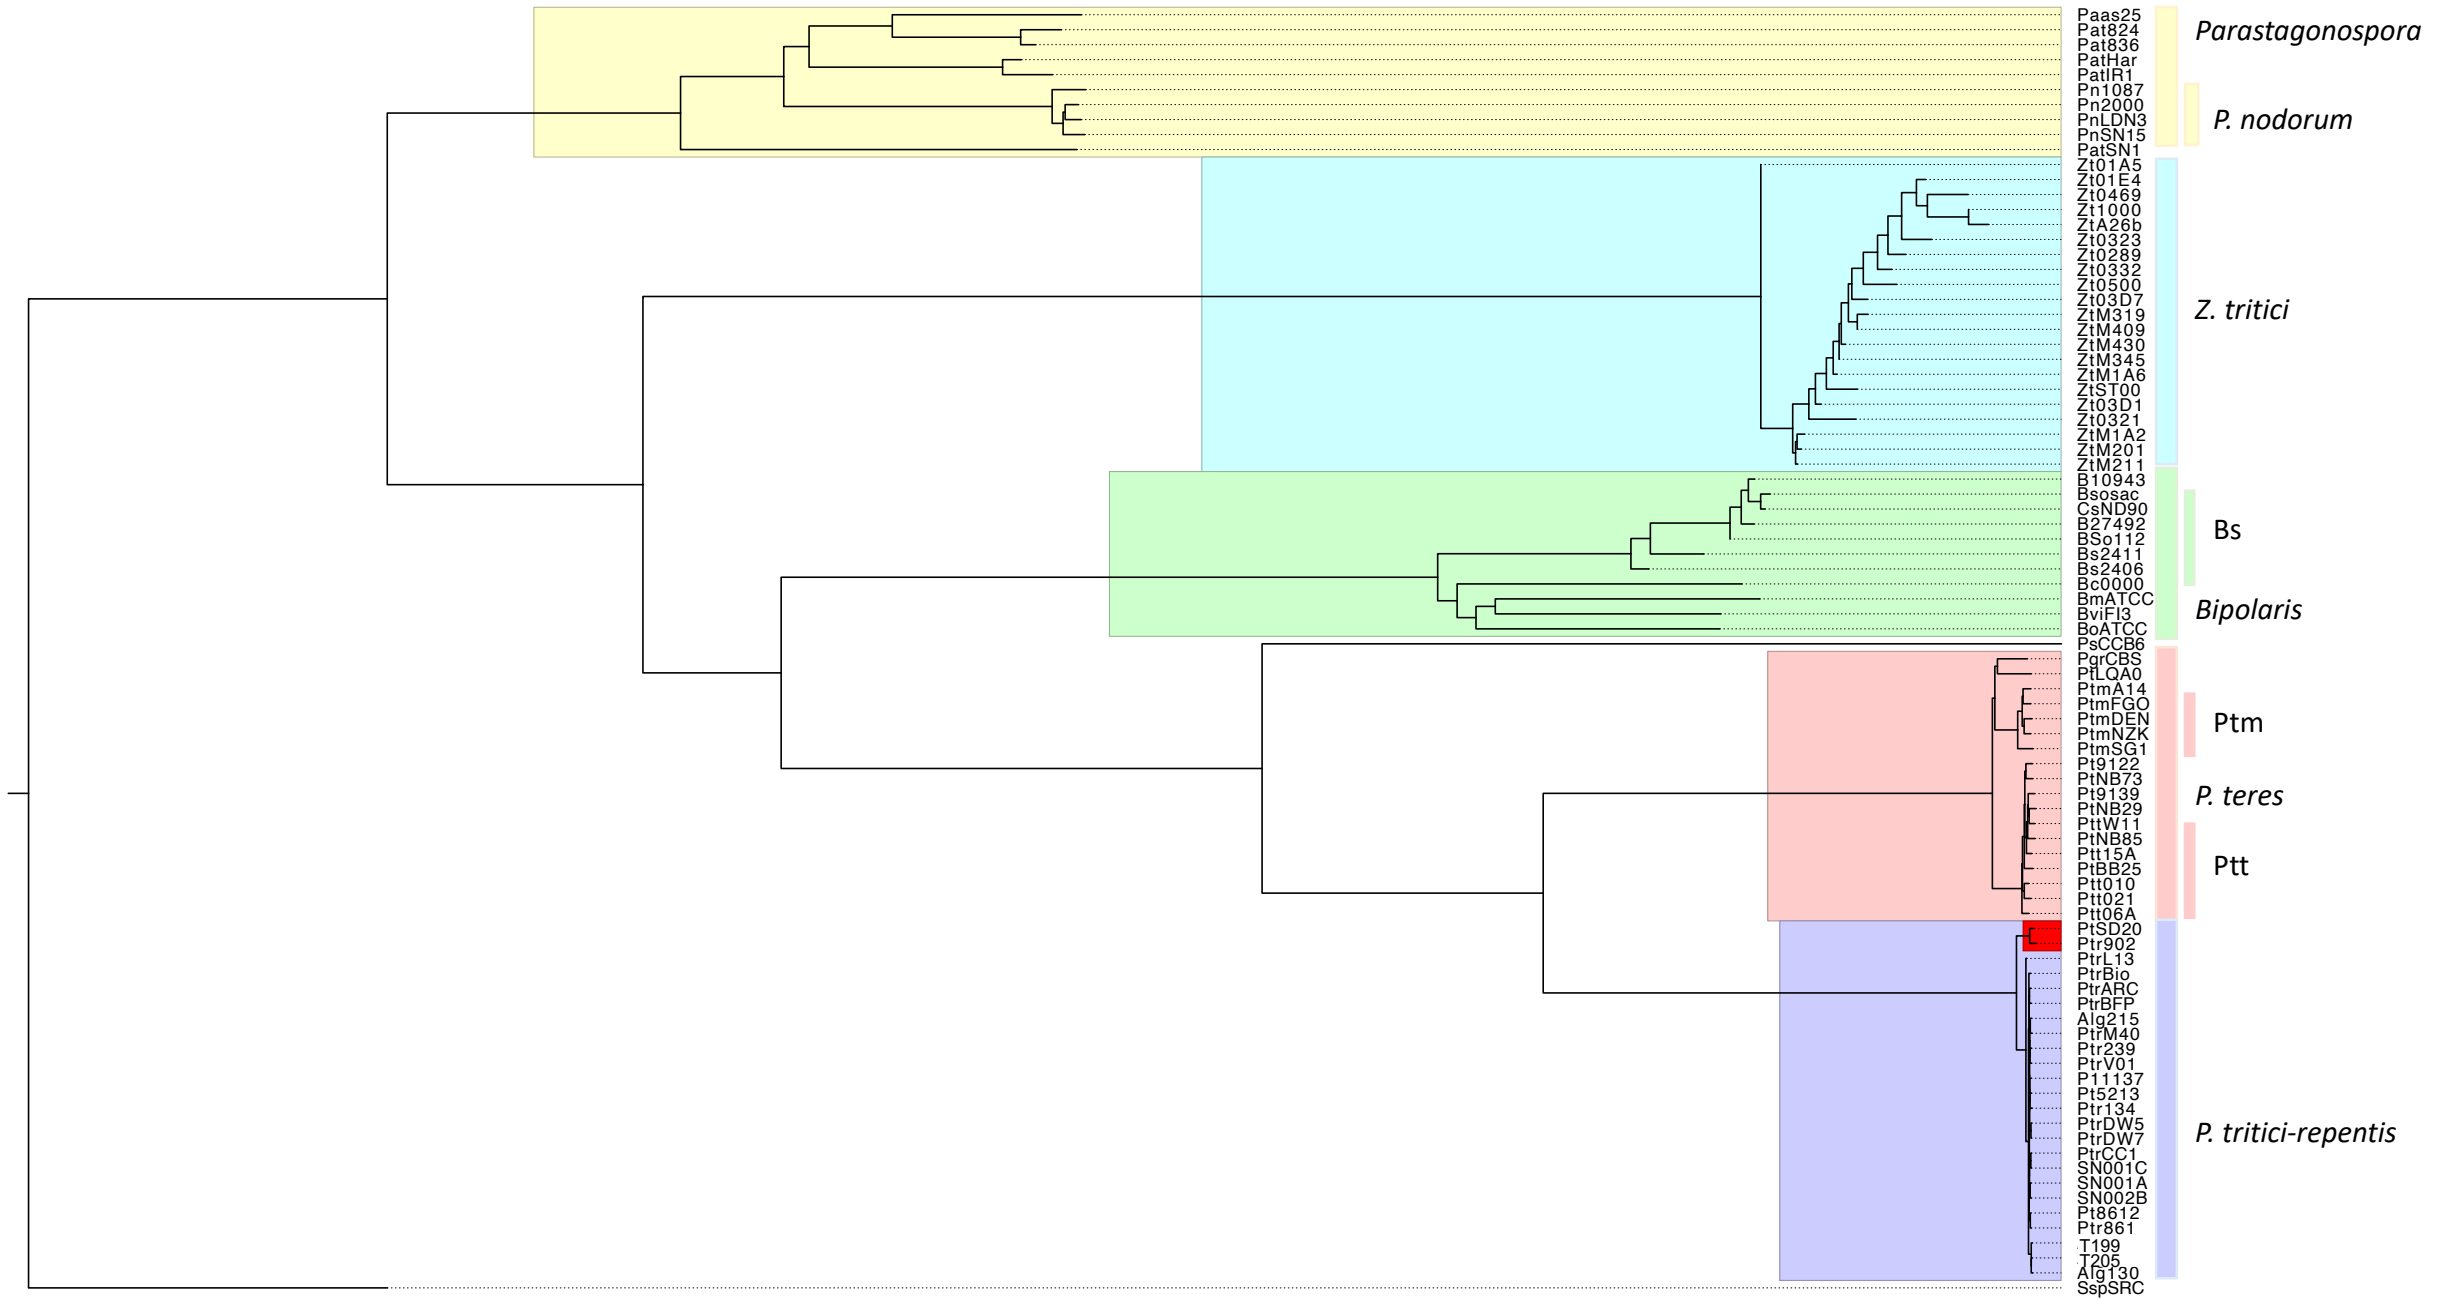 Paas25
Pat824
Pat836
PatHar
PatIR1
Pn1087
Pn2000
PnLDN3
PnSN15
PatSN1
Zt01A5
Zt01E4
Zt0469
Zt1000
ZtA26b
Zt0323
Zt0289
Zt0332
Zt0500
Zt03D7
ZtM319
ZtM409
ZtM430
ZtM345
ZtM1A6
ZtST00
Zt03D1
Zt0321
ZtM1A2
ZtM201
ZtM211
B10943
Bsosac
CsND90
B27492
BSo112
Bs2411
Bs2406
Bc0000
BmATCC
BviFI3
BoATCC
PsCCB6
PgrCBS
PtLQA0
PtmA14
PtmFGO
PtmDEN
PtmNZK
PtmSG1
Pt9122
PtNB73
Pt9139
PtNB29
PttW11
PtNB85
Ptt15A
PtBB25
Ptt010
Ptt021
Ptt06A
PtSD20
Ptr902
PtrL13
PtrBio
PtrARC
PtrBFP
Alg215
PtrM40
Ptr239
PtrV01
P11137
Pt5213
Ptr134
PtrDW5
PtrDW7
PtrCC1
SN001C
SN001A
SN002B
Pt8612
Ptr861
T199
T205
Alg130
SspSRC
Parastagonospora
P. nodorum
Z. tritici
Bs
Bipolaris
Ptm
P. teres
Ptt
P. tritici-repentis